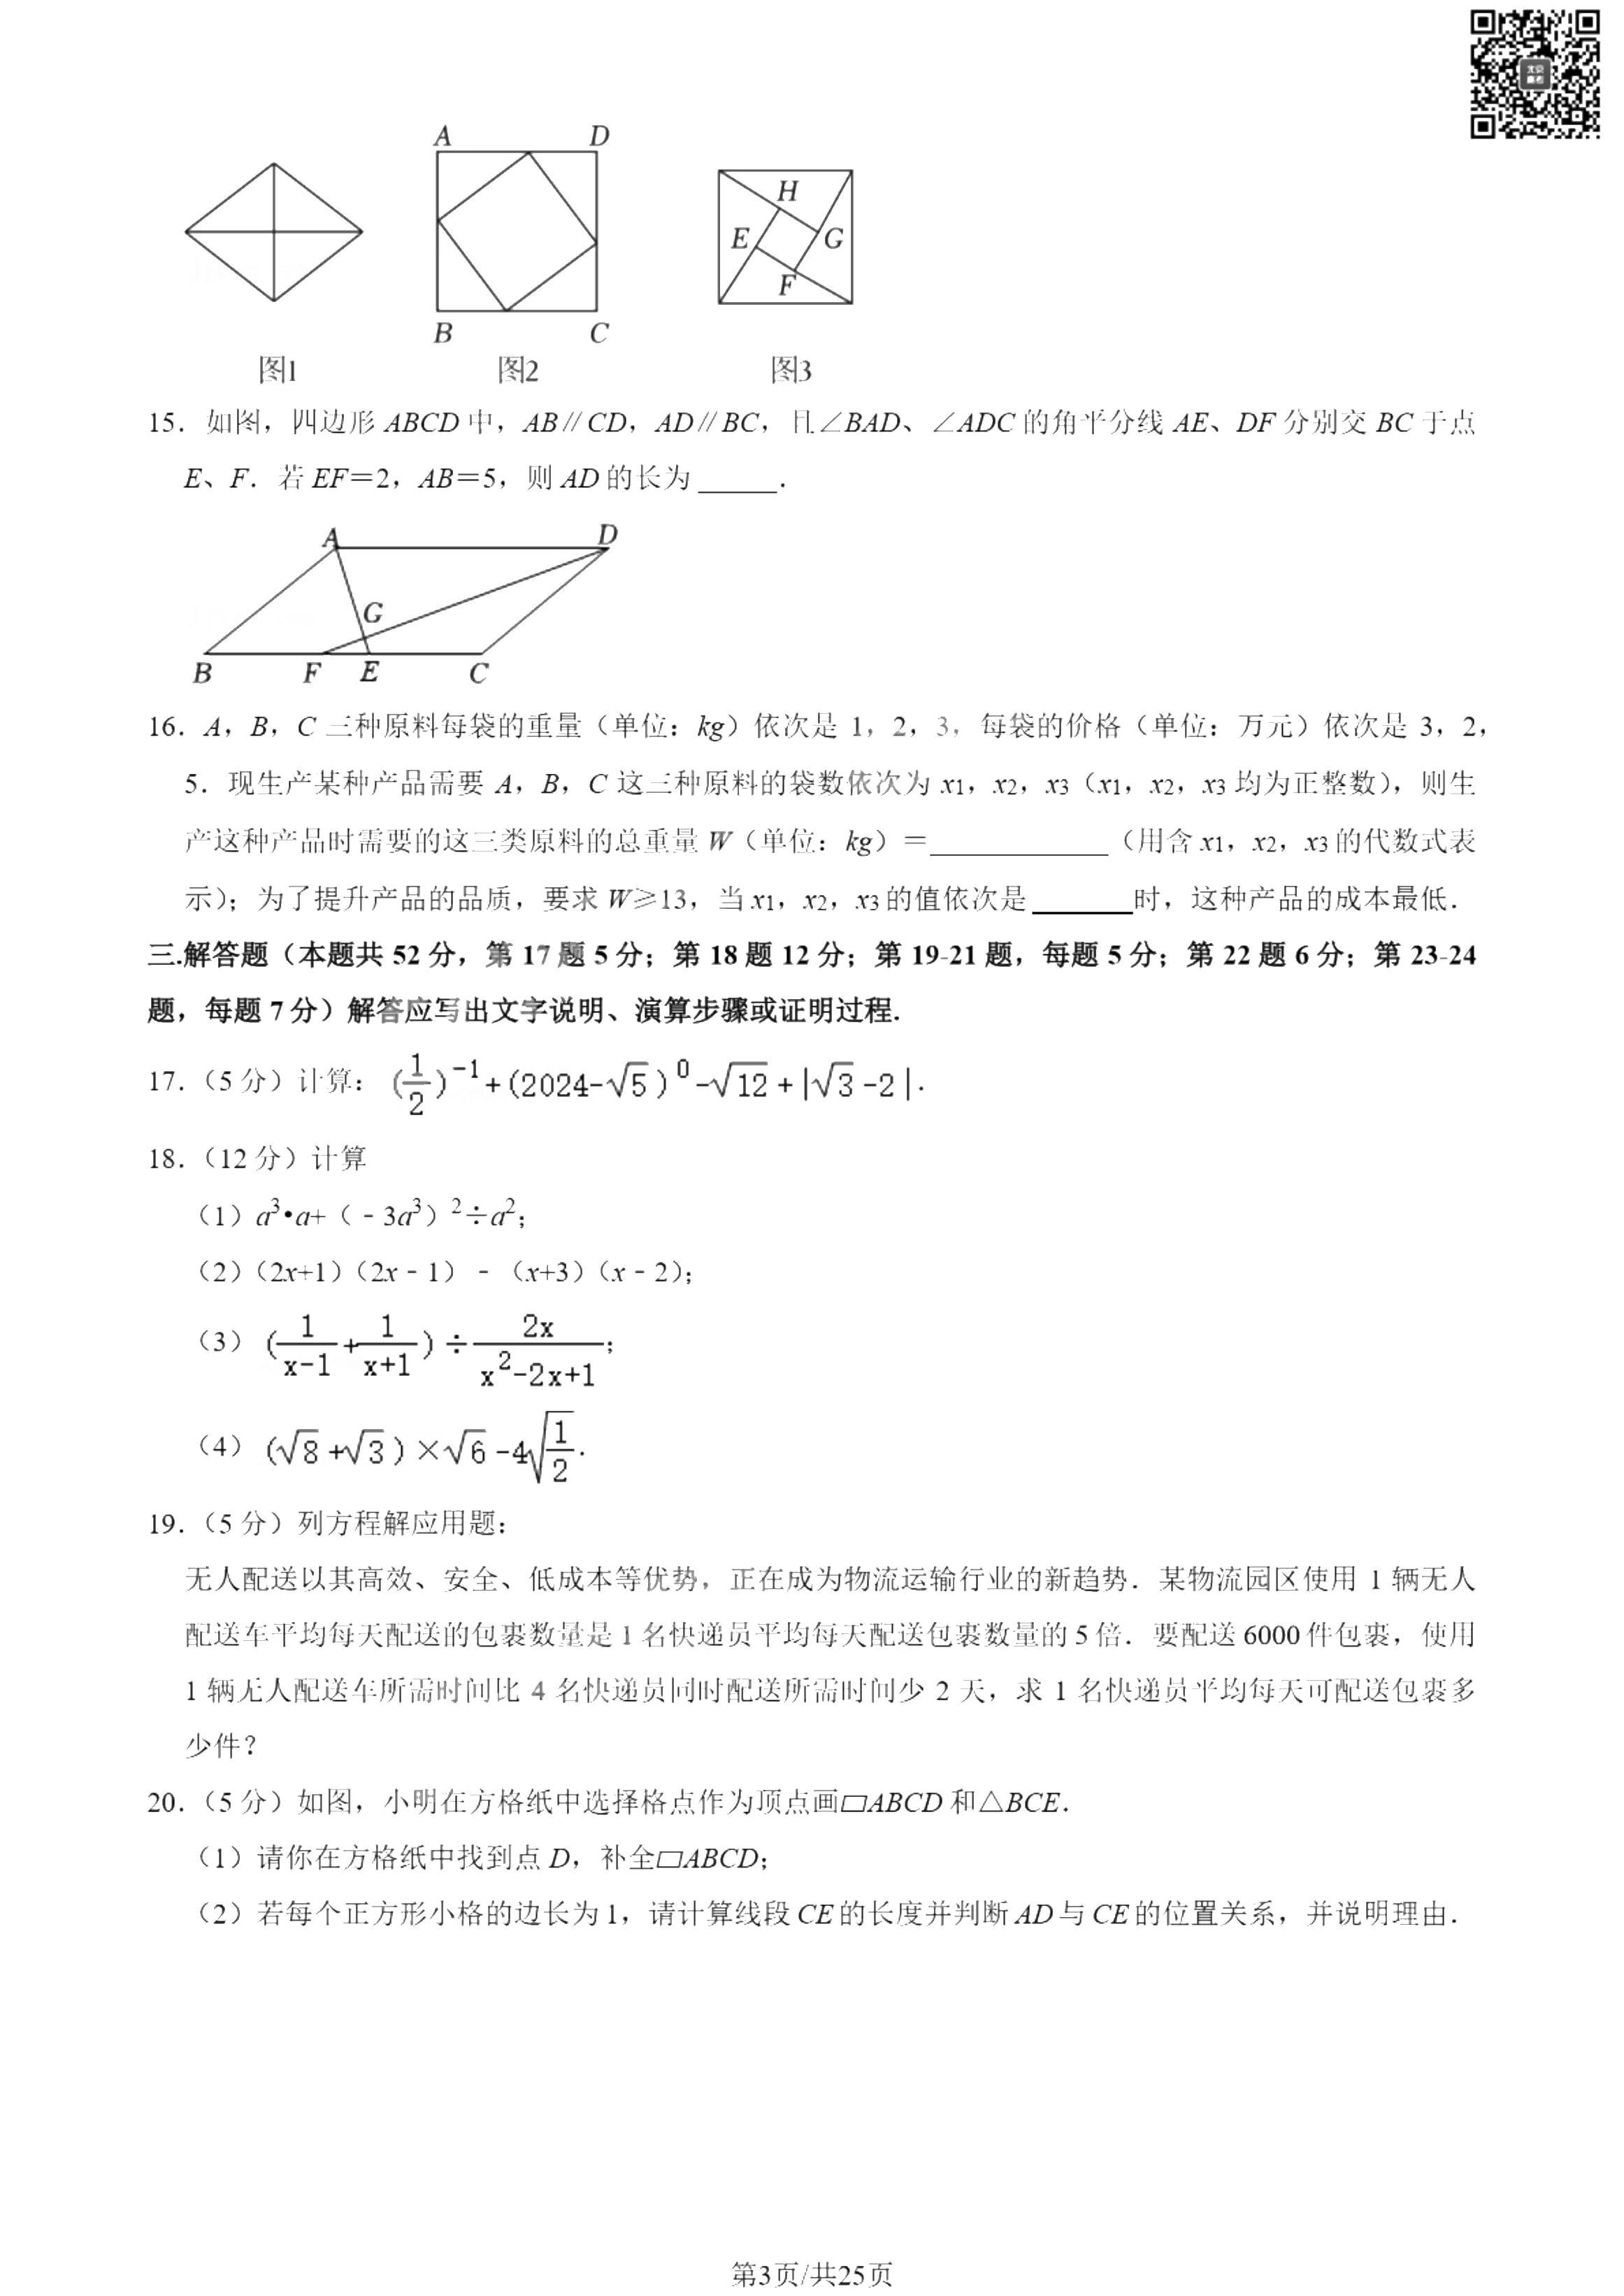 A D
H
E G
F
B C
图1 图2 图3
15．如图，四边形 ABCD 中，AB∥CD，AD∥BC，且∠BAD、∠ADC 的角平分线 AE、DF 分别交 BC 于点
E、F．若 EF＝2，AB＝5，则 AD 的长为 _____．
A D
G
B F E C
16．A，B，C 三种原料每袋的重量（单位：kg）依次是 1，2，3，每袋的价格（单位：万元）依次是 3，2，
5．现生产某种产品需要 A，B，C 这三种原料的袋数依次为 x1，x2，x3（x1，x2，x3 均为正整数），则生
产这种产品时需要的这三类原料的总重量 W（单位：kg）＝____________（用含 x1，x2，x3 的代数式表
示）；为了提升产品的品质，要求 W≥13，当 x1，x2，x3 的值依次是 _______时，这种产品的成本最低．
三.解答题（本题共 52 分，第 17 题 5 分；第 18 题 12 分；第 19-21 题，每题 5 分；第 22 题 6 分；第 23-24
题，每题 7 分）解答应写出文字说明、演算步骤或证明过程.
17．（5 分）计算：(1/2)^{-1}+(2024-√5)^0-√12+|√3-2|．
18．（12 分）计算
（1）a³•a+（﹣3a³）²÷a²；
（2）（2x+1）（2x﹣1）﹣（x+3）（x﹣2）；
（3）(1/(x-1)+1/(x+1))÷2x/(x²-2x+1)；
（4）(√8+√3)×√6-4√(1/2)．
19．（5 分）列方程解应用题：
无人配送以其高效、安全、低成本等优势，正在成为物流运输行业的新趋势．某物流园区使用 1 辆无人
配送车平均每天配送的包裹数量是 1 名快递员平均每天配送包裹数量的 5 倍．要配送 6000 件包裹，使用
1 辆无人配送车所需时间比 4 名快递员同时配送所需时间少 2 天，求 1 名快递员平均每天可配送包裹多
少件？
20．（5 分）如图，小明在方格纸中选择格点作为顶点画▱ABCD 和△BCE．
（1）请你在方格纸中找到点 D，补全▱ABCD；
（2）若每个正方形小格的边长为 1，请计算线段 CE 的长度并判断 AD 与 CE 的位置关系，并说明理由．
第3页/共25页